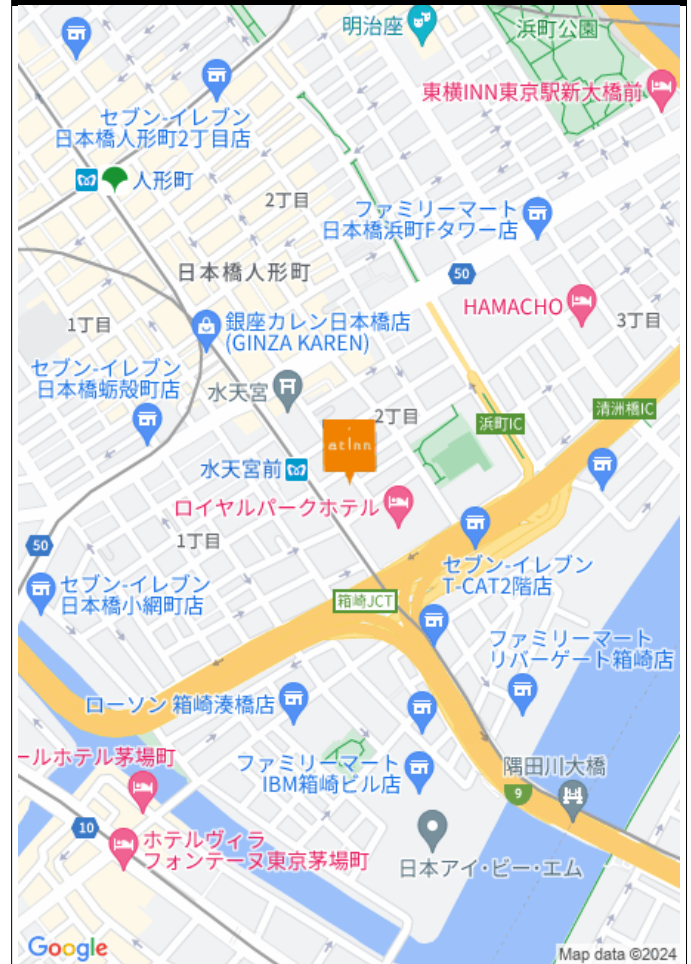 明治座
浜町公園
東横INN東京駅新大橋前
セブン-イレブン
日本橋人形町2丁目店
人形町
2丁目
ファミリーマート
日本橋浜町Fタワー店
日本橋人形町
50
HAMACHO
1丁目
銀座カレン日本橋店
(GINZA KAREN)
3丁目
セブン-イレブン
日本橋蛎殻町店
水天宮
2丁目
浜町IC
清洲橋IC
atinn
水天宮前
ロイヤルパークホテル
1丁目
50
セブン-イレブン
T-CAT2階店
セブン-イレブン
日本橋小網町店
箱崎JCT
ファミリーマート
リバーゲート箱崎店
ローソン 箱崎湊橋店
ールホテル茅場町
ファミリーマート
IBM箱崎ビル店
隅田川大橋
9
10
ホテルヴィラ
フォンテーヌ東京茅場町
日本アイ・ビー・エム
Google
Map data ©2024